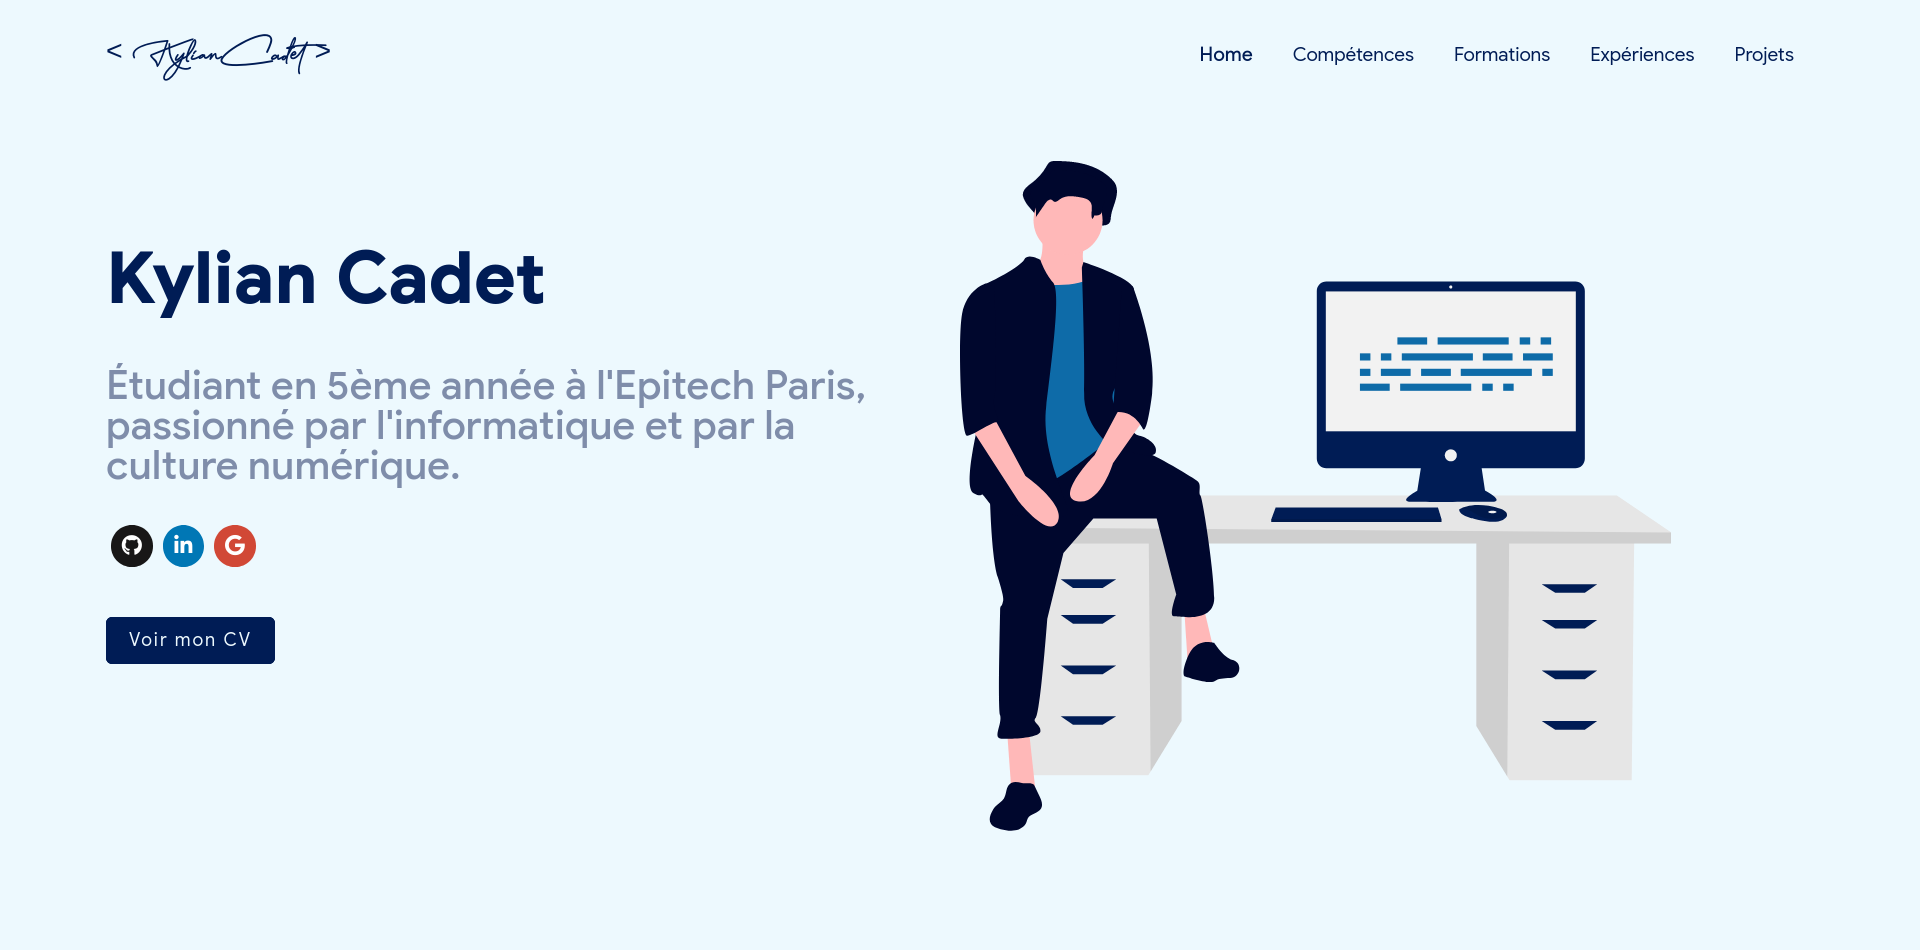 < Kylian Cadet >
Home Compétences Formations Expériences Projets
Kylian Cadet
Étudiant en 5ème année à l'Epitech Paris,
passionné par l'informatique et par la
culture numérique.
in G
Voir mon CV